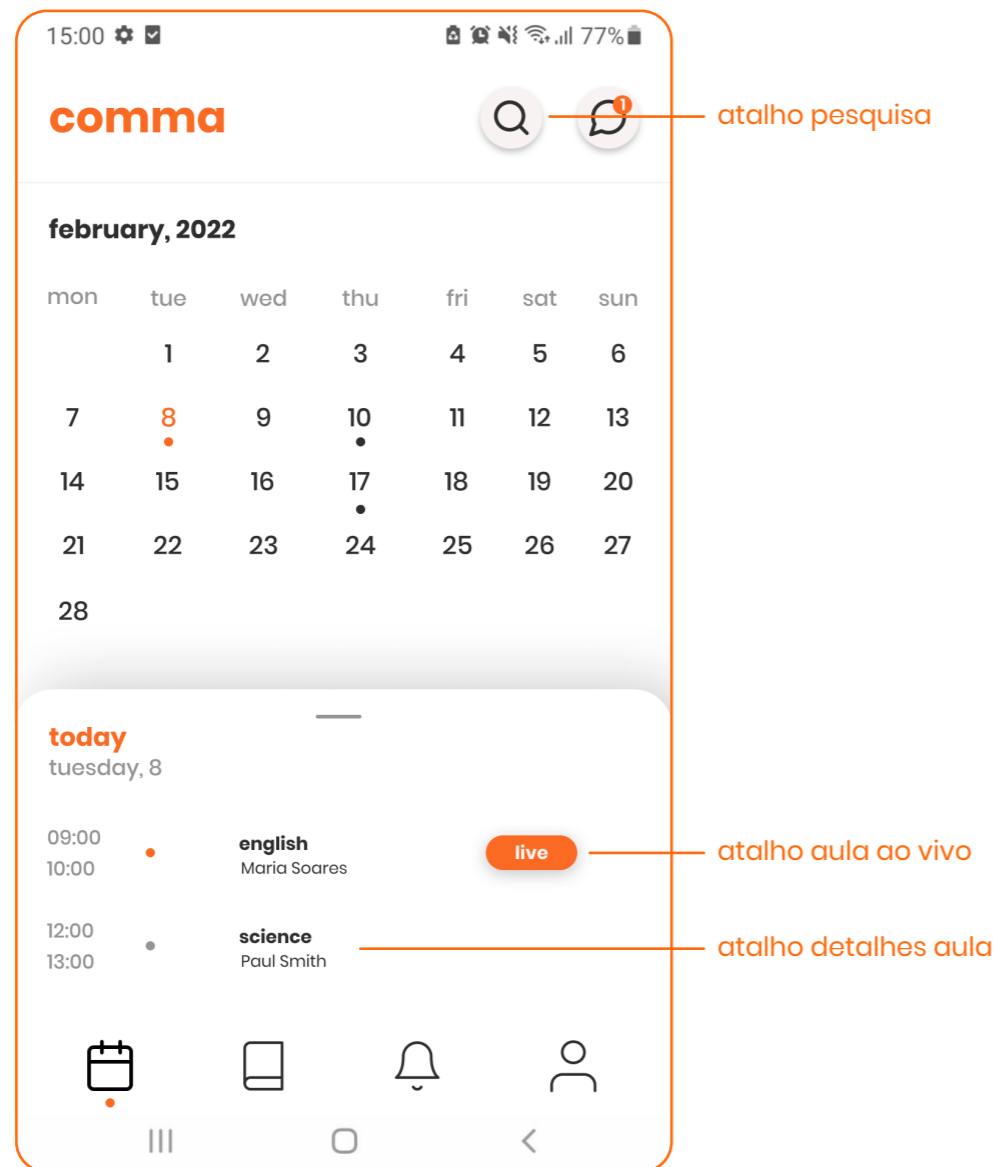 15:00 77%
comma
1
atalho pesquisa
february, 2022
mon tue wed thu fri sat sun
1 2 3 4 5 6
7 8 9 10 11 12 13
14 15 16 17 18 19 20
21 22 23 24 25 26 27
28
today
tuesday, 8
09:00
10:00
english
Maria Soares
live
atalho aula ao vivo
12:00
13:00
science
Paul Smith
atalho detalhes aula